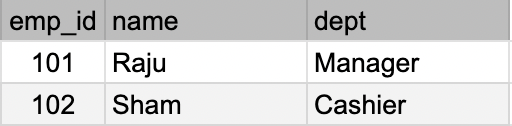 emp_id name dept
101 Raju Manager
102 Sham Cashier